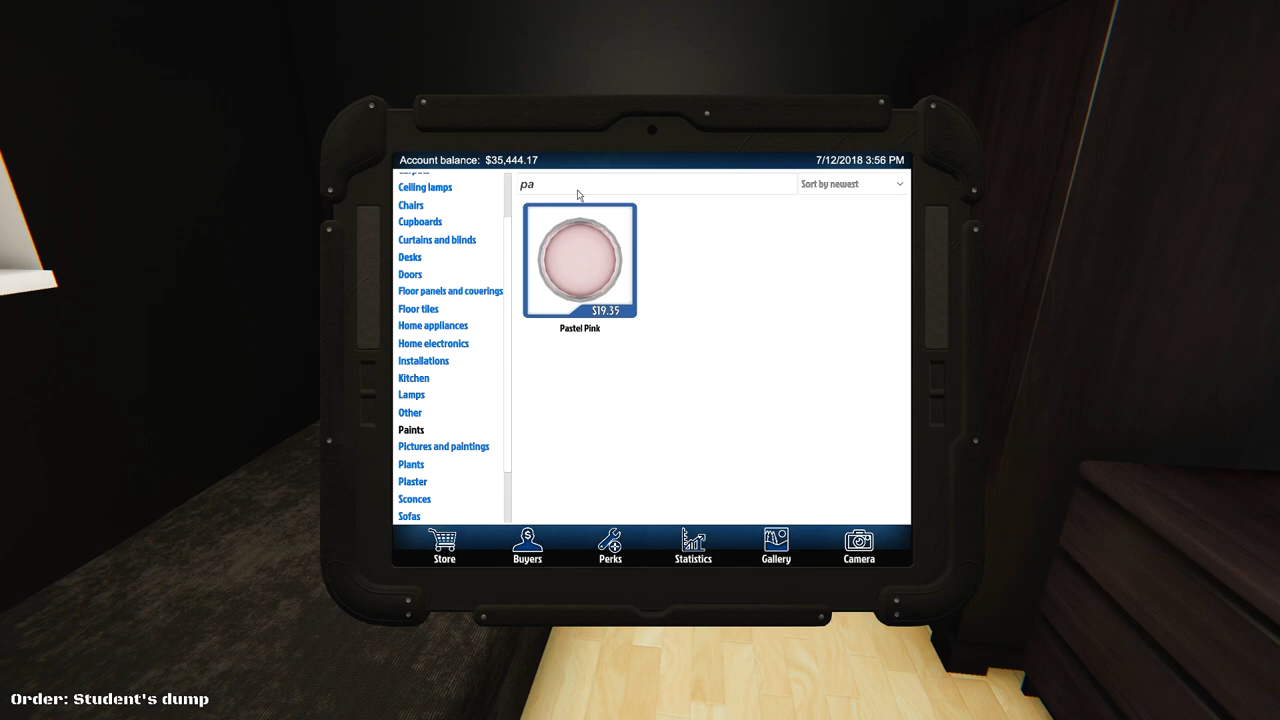 Account balance: $35,444.17
7/12/2018 3:56 PM
Ceiling lamps
Chairs
Cupboards
Curtains and blinds
Desks
Doors
Floor panels and coverings
Floor tiles
Home appliances
Home electronics
Installations
Kitchen
Lamps
Other
Paints
Pictures and paintings
Plants
Plaster
Sconces
Sofas
pa
Sort by newest
$19.35
Pastel Pink
Store
Buyers
Perks
Statistics
Gallery
Camera
Order: Student's dump